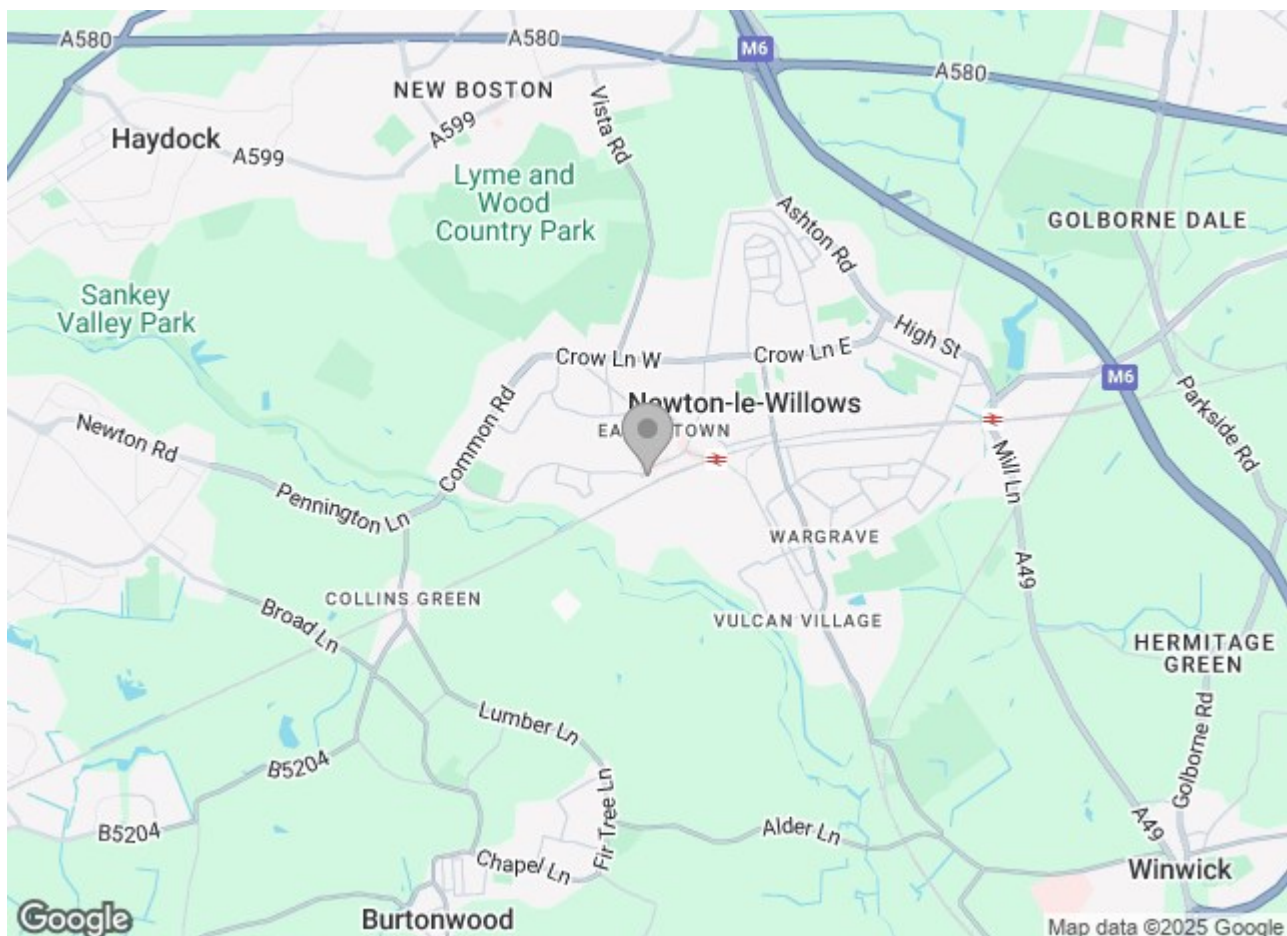 A580
A580
M6
A580
NEW BOSTON
Vista Rd
A599
Haydock
A599
Lyme and
Wood
Country Park
Ashton Rd
GOLBORNE DALE
Sankey
Valley Park
High St
Crow Ln W
Crow Ln E
M6
Newton-le-Willows
Parkside Rd
Common Rd
TOWN
Newton Rd
Mill Ln
Pennington Ln
WARGRAVE
A49
COLLINS GREEN
Broad Ln
VULCAN VILLAGE
HERMITAGE
GREEN
Lumber Ln
Golborne Rd
B5204
Fir Tree Ln
B5204
Alder Ln
A49
Chapel Ln
Winwick
Burtonwood
Google
Map data ©2025 Google